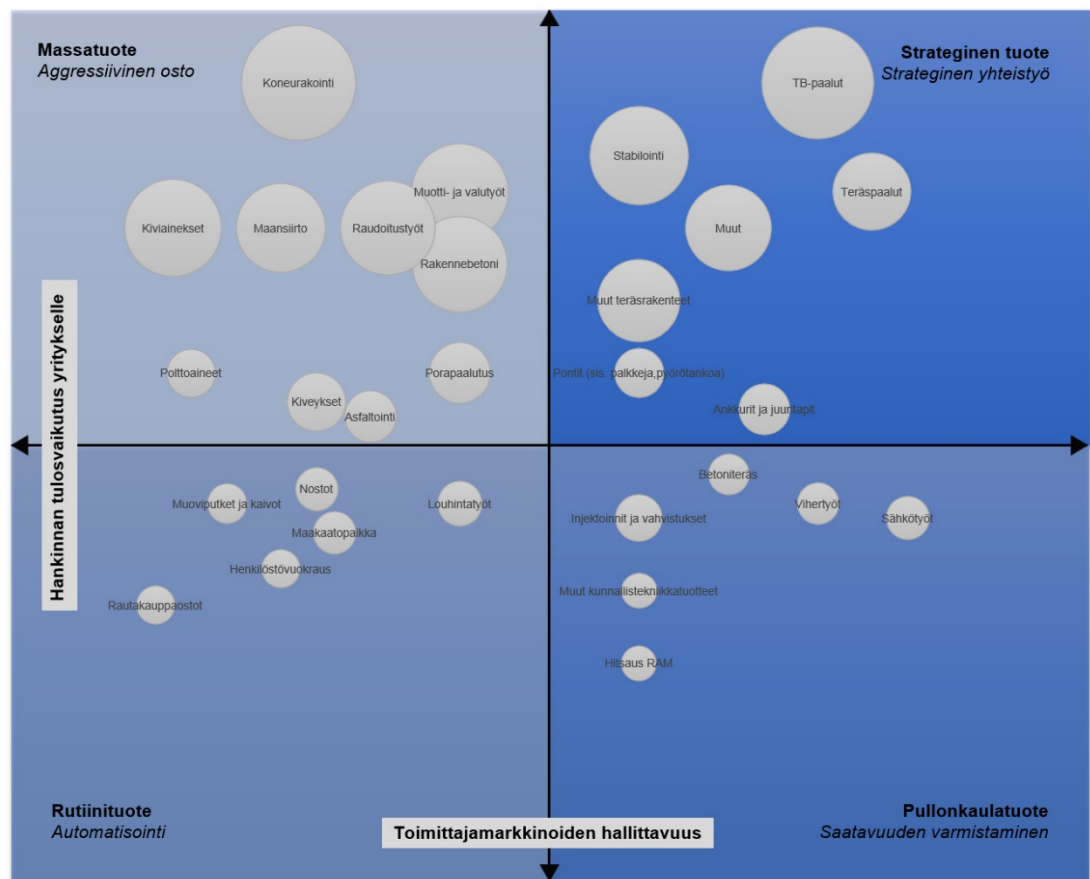 Massatuote
Aggressiivinen osto
Strateginen tuote
Strateginen yhteistyö
Koneurakointi
TB-paalut
Stabilointi
Muotti- ja valutyöt
Teräspaalut
Kiviainekset
Maansiirto
Raudoitustyöt
Muut
Rakennebetoni
Muut teräsrakenteet
Polttoaineet
Porapaalutus
Pontit (sis. palkkeja,pyörötankoa)
Kiveykset
Asfaltointi
Ankkurit ja juuritapit
Hankinnan tulosvaikutus yritykselle
Betoniteräs
Nostot
Muoviputket ja kaivot
Louhintatyöt
Vihertyöt
Injektoinnit ja vahvistukset
Sähkötyöt
Maakaatopaikka
Henkilöstövuokraus
Muut kunnallistekniikkatuotteet
Rautakauppaostot
Hitsaus RAM
Rutiinituote
Automatisointi
Toimittajamarkkinoiden hallittavuus
Pullonkaulatuote
Saatavuuden varmistaminen